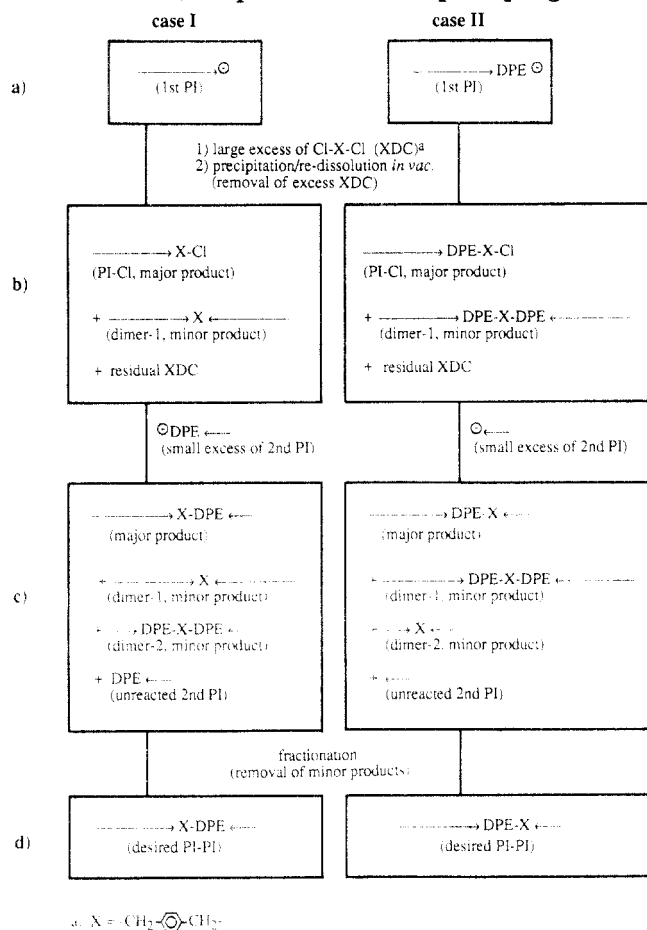 case I case II
a)
⊖
(1st PI)
DPE ⊖
(1st PI)
1) large excess of Cl-X-Cl (XDC)a
2) precipitation/re-dissolution in vac.
(removal of excess XDC)
b)
X-Cl
(PI-Cl, major product)
+ X
(dimer-1, minor product)
+ residual XDC
DPE-X-Cl
(PI-Cl, major product)
+ DPE-X-DPE
(dimer-1, minor product)
+ residual XDC
⊖DPE
(small excess of 2nd PI)
⊖
(small excess of 2nd PI)
c)
X-DPE
(major product)
+ X
(dimer-1, minor product)
+ DPE-X-DPE
(dimer-2, minor product)
+ DPE
(unreacted 2nd PI)
DPE-X
(major product)
+ DPE-X-DPE
(dimer-1, minor product)
+ X
(dimer-2, minor product)
+
(unreacted 2nd PI)
fractionation
(removal of minor products)
d)
X-DPE
(desired PI-PI)
DPE-X
(desired PI-PI)
a: X = -CH2- -CH2-